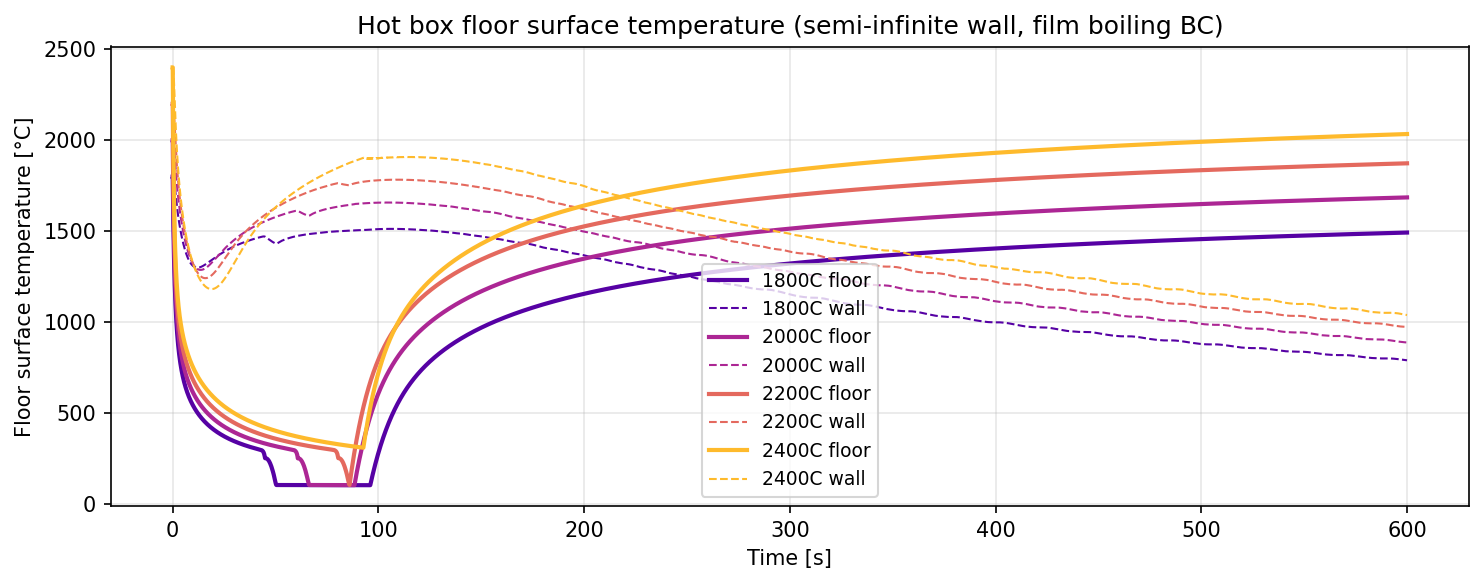 Hot box floor surface temperature (semi-infinite wall, film boiling BC)
Floor surface temperature [°C]
2500
2000
1500
1000
500
0
0
100
200
300
400
500
600
Time [s]
1800C floor
1800C wall
2000C floor
2000C wall
2200C floor
2200C wall
2400C floor
2400C wall